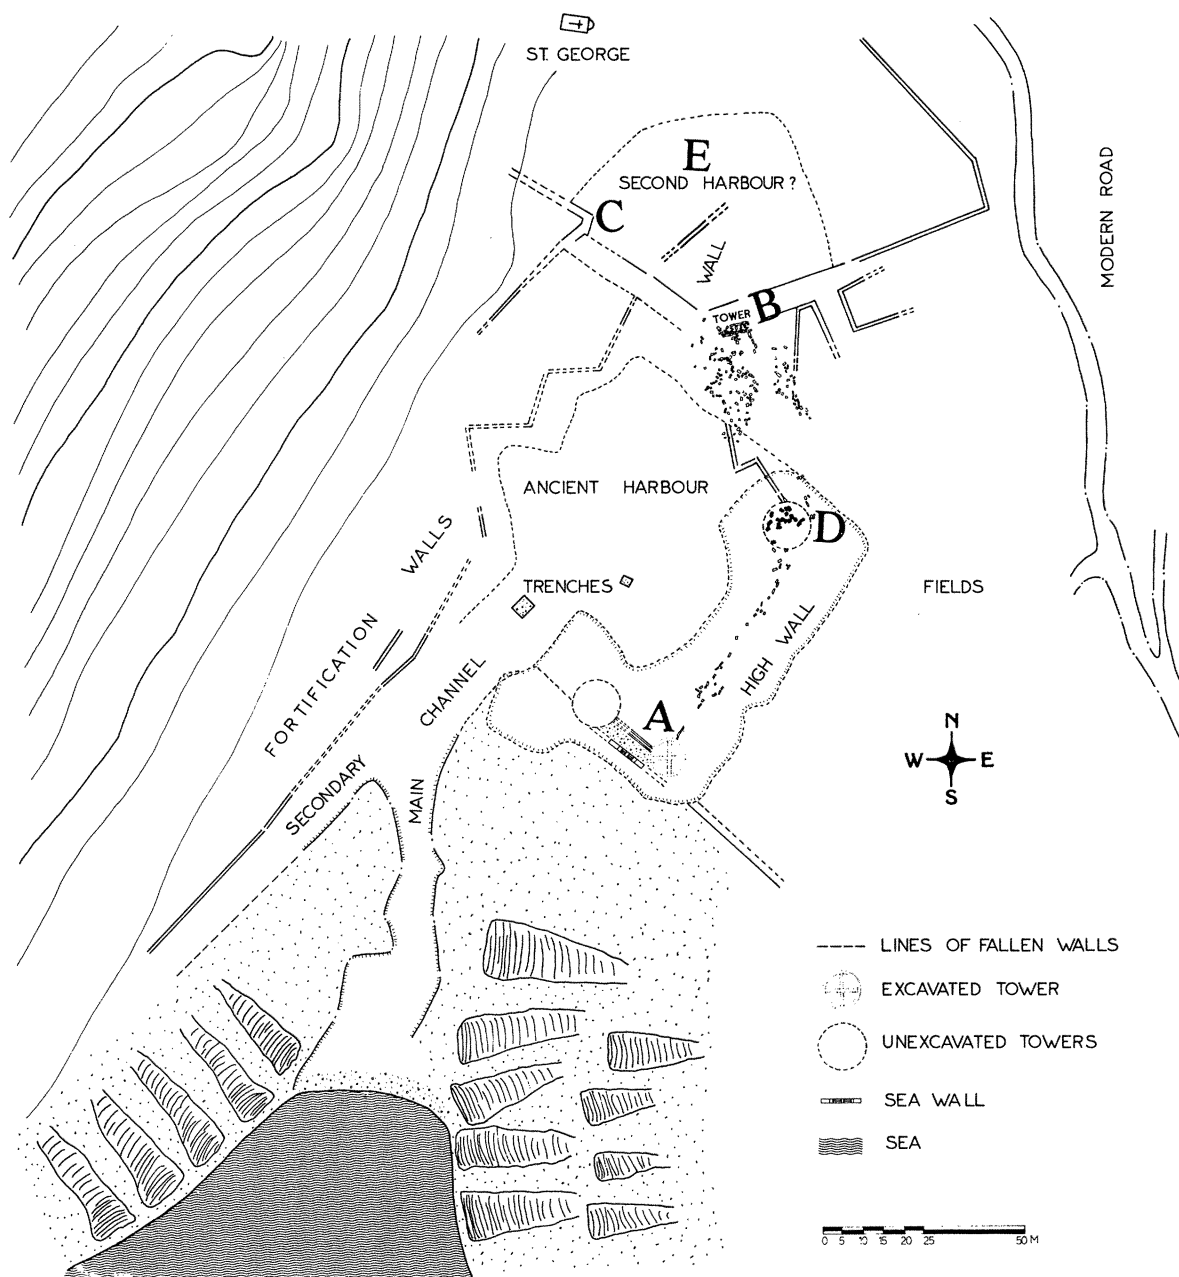 ST. GEORGE
E
SECOND HARBOUR?
C
WALL
MODERN ROAD
TOWER
B
ANCIENT HARBOUR
D
WALLS
TRENCHES
FIELDS
FORTIFICATION
HIGH WALL
CHANNEL
A
SECONDARY
MAIN
N
W E
S
LINES OF FALLEN WALLS
EXCAVATED TOWER
UNEXCAVATED TOWERS
SEA WALL
SEA
0 5 10 15 20 25 50 M